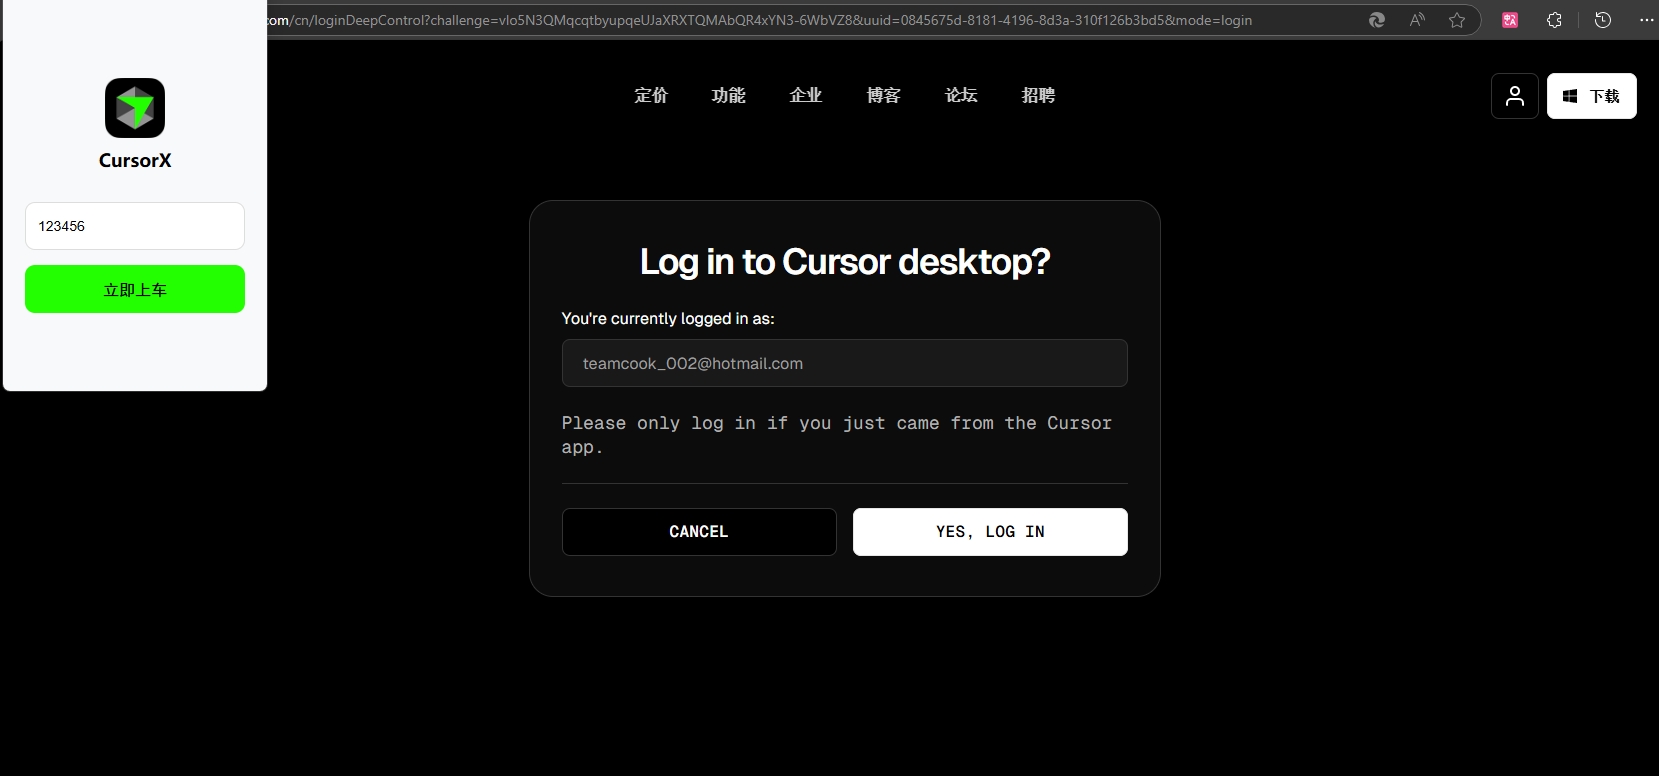 com/cn/loginDeepControl?challenge=vlo5N3QMqcqtbyupqeUJaXRXTQMAbQR4xYN3-6WbVZ8&uuid=0845675d-8181-4196-8d3a-310f126b3bd5&mode=login
定价 功能 企业 博客 论坛 招聘
下载
CursorX
123456
立即上车
Log in to Cursor desktop?
You're currently logged in as:
teamcook_002@hotmail.com
Please only log in if you just came from the Cursor
app.
CANCEL YES, LOG IN